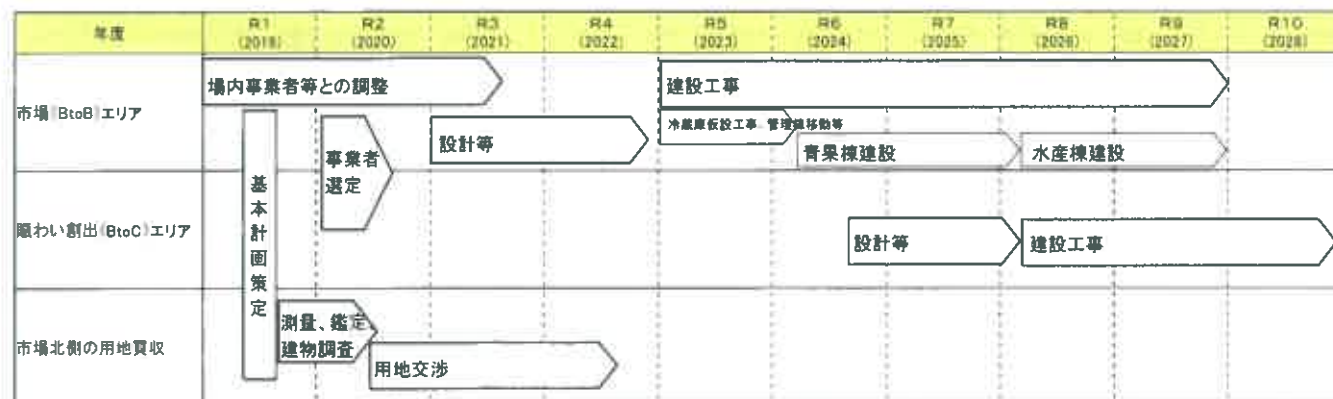 年度
R1
(2019)
R2
(2020)
R3
(2021)
R4
(2022)
R5
(2023)
R6
(2024)
R7
(2025)
R8
(2026)
R9
(2027)
R10
(2028)
市場(BtoB)エリア
場内事業者等との調整
基本計画策定
事業者
選定
設計等
建設工事
冷蔵庫仮設工事、管理棟移動等
青果棟建設
水産棟建設
賑わい創出(BtoC)エリア
設計等
建設工事
市場北側の用地買収
測量、鑑定、
建物調査
用地交渉